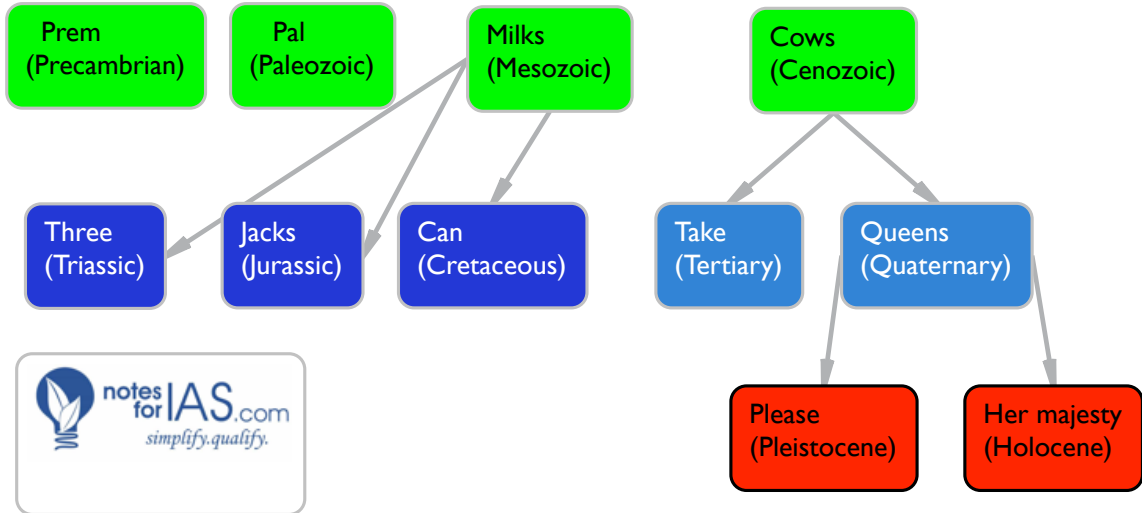 Prem
(Precambrian)
Pal
(Paleozoic)
Milks
(Mesozoic)
Cows
(Cenozoic)
Three
(Triassic)
Jacks
(Jurassic)
Can
(Cretaceous)
Take
(Tertiary)
Queens
(Quaternary)
notes
for IAS.com
simplify.qualify.
Please
(Pleistocene)
Her majesty
(Holocene)